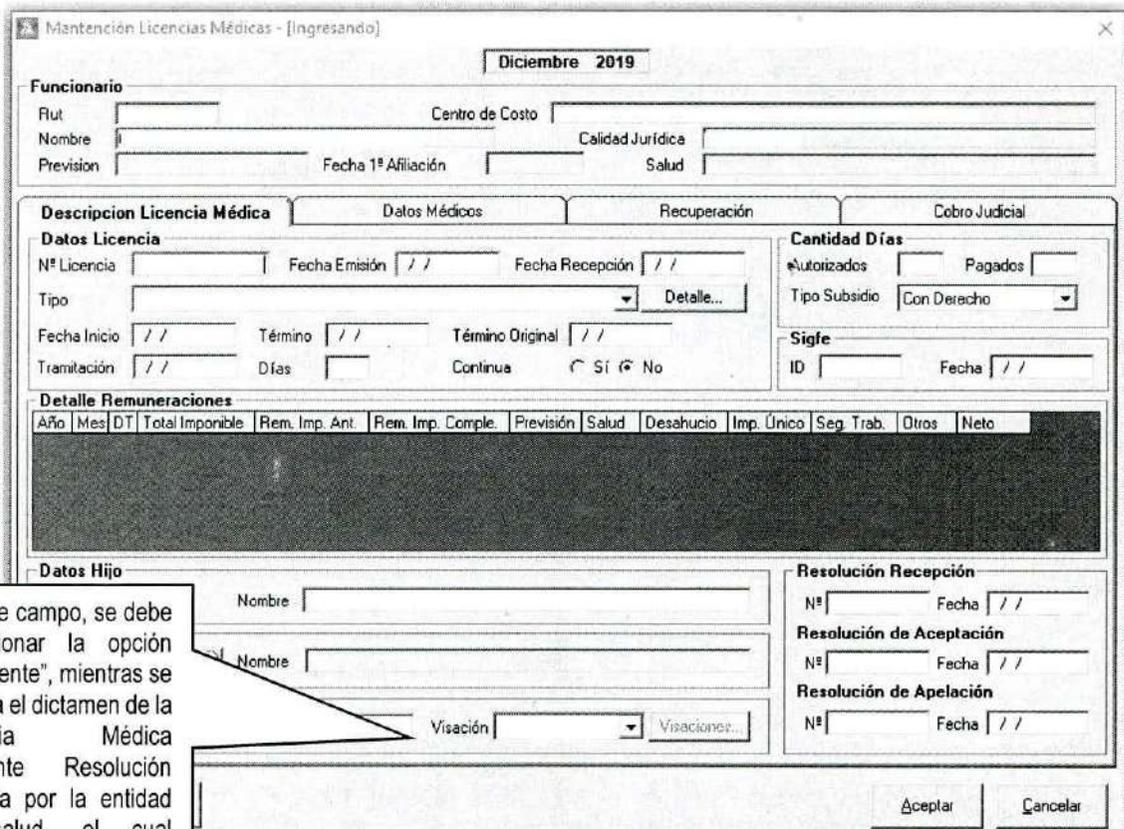 Mantención Licencias Médicas - [Ingresando]
Diciembre 2019
Funcionario
Rut Centro de Costo
Nombre Calidad Jurídica
Prevision Fecha 1ª Afiliación Salud
Descripcion Licencia Médica Datos Médicos Recuperación Cobro Judicial
Datos Licencia
Nº Licencia Fecha Emisión / / Fecha Recepción / /
Tipo Detalle...
Fecha Inicio / / Término / / Término Original / /
Tramitación / / Días Continua Sí No
Cantidad Días
Autorizados Pagados
Tipo Subsidio Con Derecho
Sigfe
ID Fecha / /
Detalle Remuneraciones
Año Mes DT Total Imponible Rem. Imp. Ant. Rem. Imp. Comple. Previsión Salud Desahucio Imp. Único Seg. Trab. Otros Neto
Datos Hijo
Nombre
Nombre
Visación Visaciones...
Resolución Recepción
Nº Fecha / /
Resolución de Aceptación
Nº Fecha / /
Resolución de Apelación
Nº Fecha / /
e campo, se debe
ionar la opción
ente", mientras se
a el dictamen de la
ia Médica
nte Resolución
a por la entidad
salud, el cual
Aceptar Cancelar